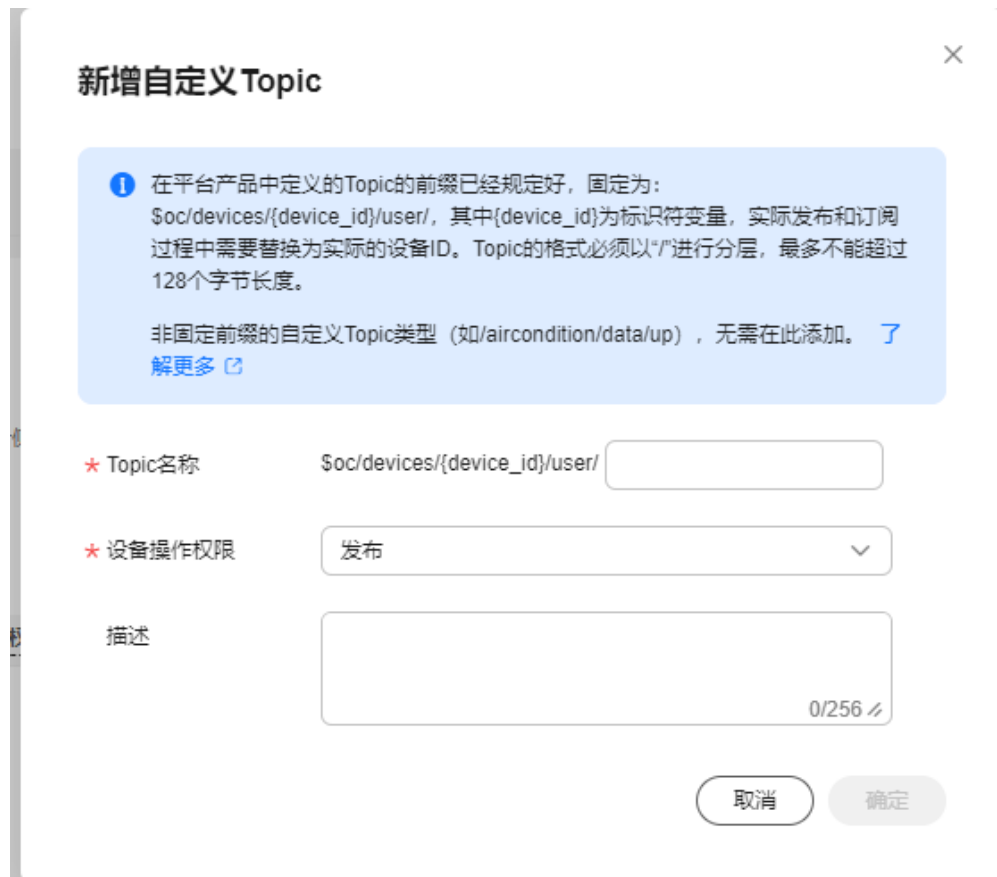 新增自定义Topic
在平台产品中定义的Topic的前缀已经规定好，固定为：
$oc/devices/{device_id}/user/，其中{device_id}为标识符变量，实际发布和订阅
过程中需要替换为实际的设备ID。Topic的格式必须以“/”进行分层，最多不能超过
128个字节长度。
非固定前缀的自定义Topic类型（如/aircondition/data/up），无需在此添加。 了
解更多
* Topic名称 $oc/devices/{device_id}/user/
* 设备操作权限 发布
描述
0/256
取消 确定